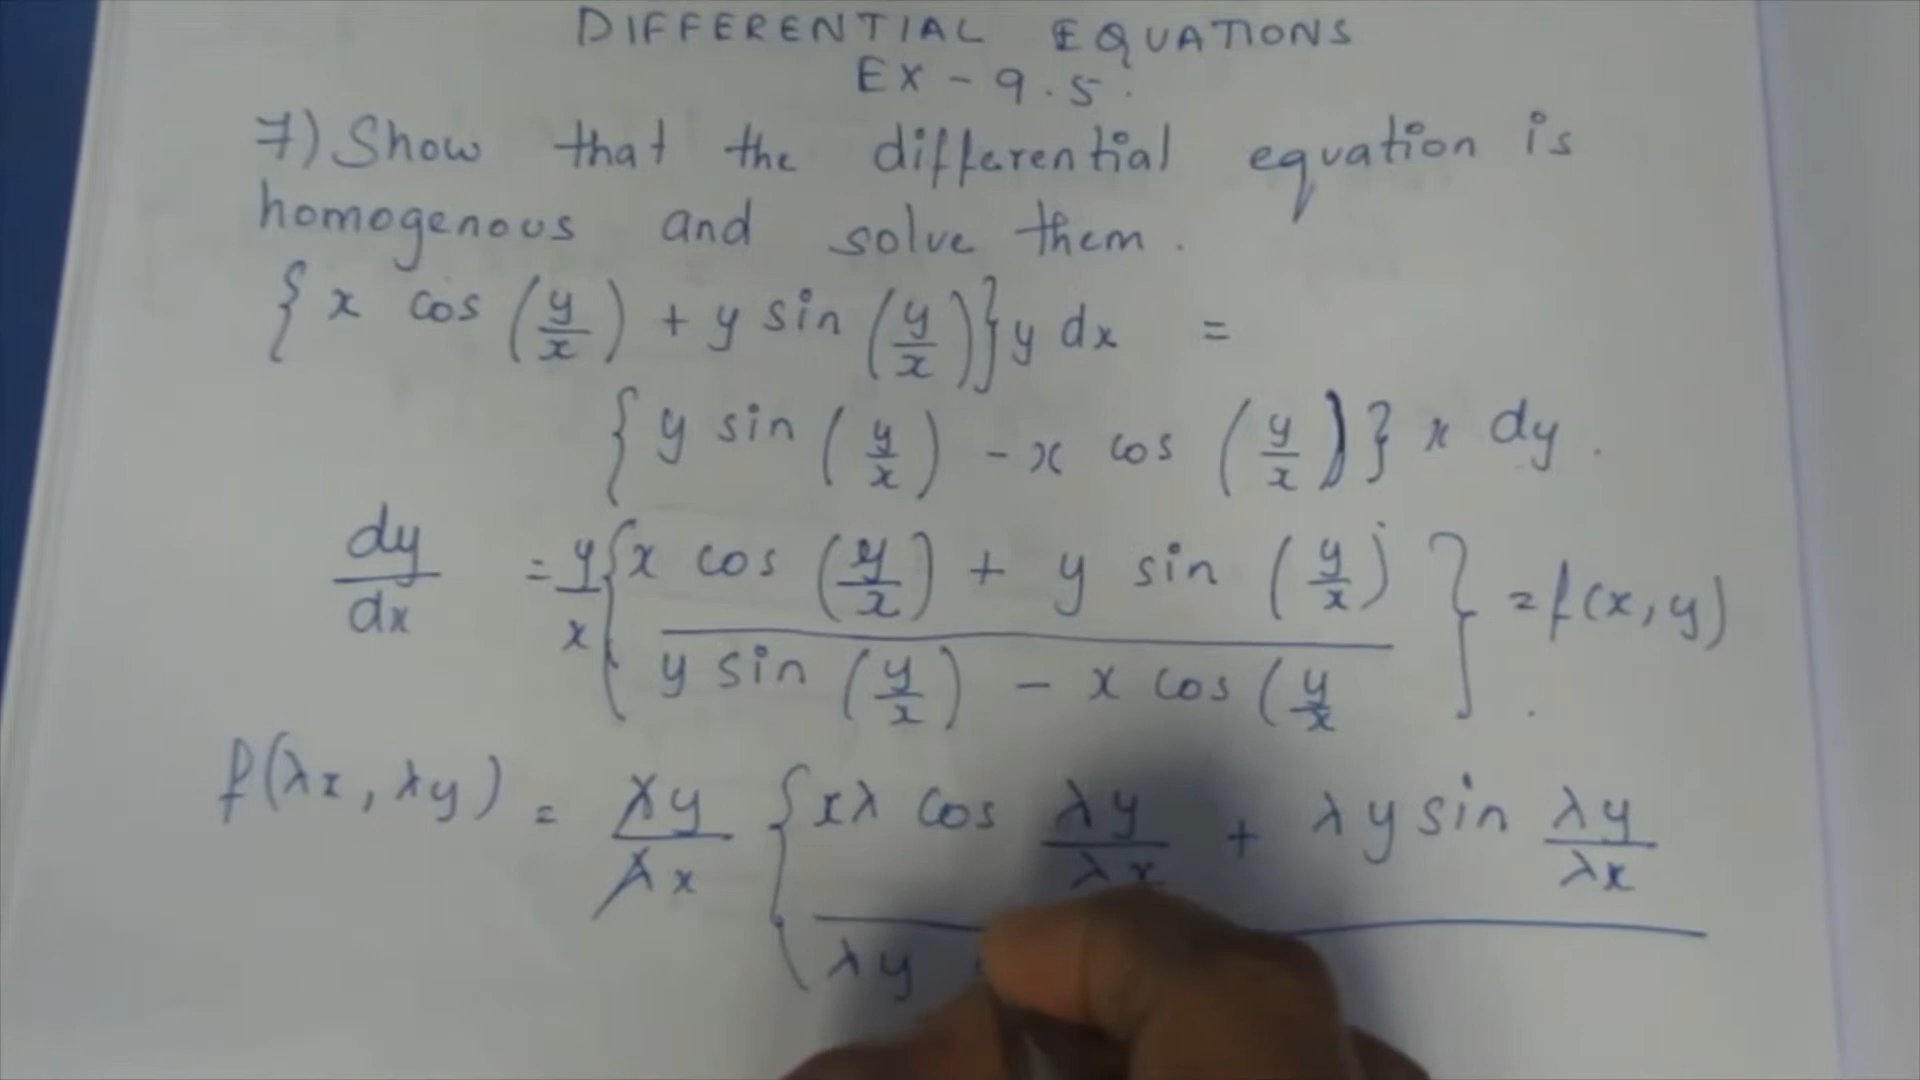 DIFFERENTIAL EQUATIONS
EX - 9.5.
7) Show that the differential equation is
homogenous and solve them.
{ x cos (y/x) + y sin (y/x)} y dx =
{ y sin (y/x) - x cos (y/x)} x dy.
dy/dx = y/x { x cos (y/x) + y sin (y/x) / y sin (y/x) - x cos (y/x } = f(x, y)
f(λx, λy) = λy/λx { xλ cos λy/λx + λy sin λy/λx
λy